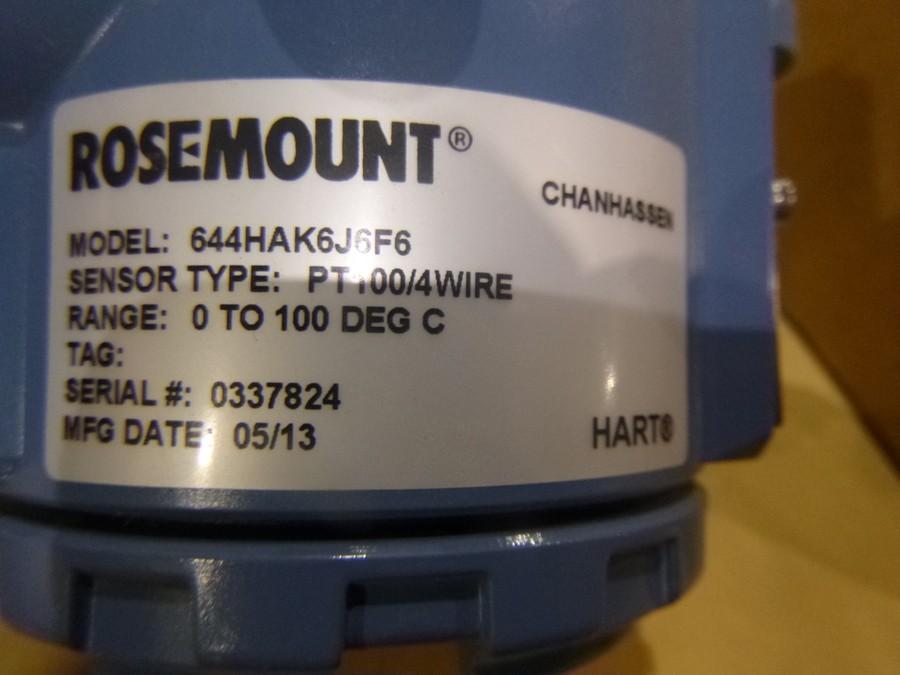 ROSEMOUNT®
CHANHASSEN
MODEL: 644HAK6J6F6
SENSOR TYPE: PT100/4WIRE
RANGE: 0 TO 100 DEG C
TAG:
SERIAL #: 0337824
MFG DATE: 05/13
HART®